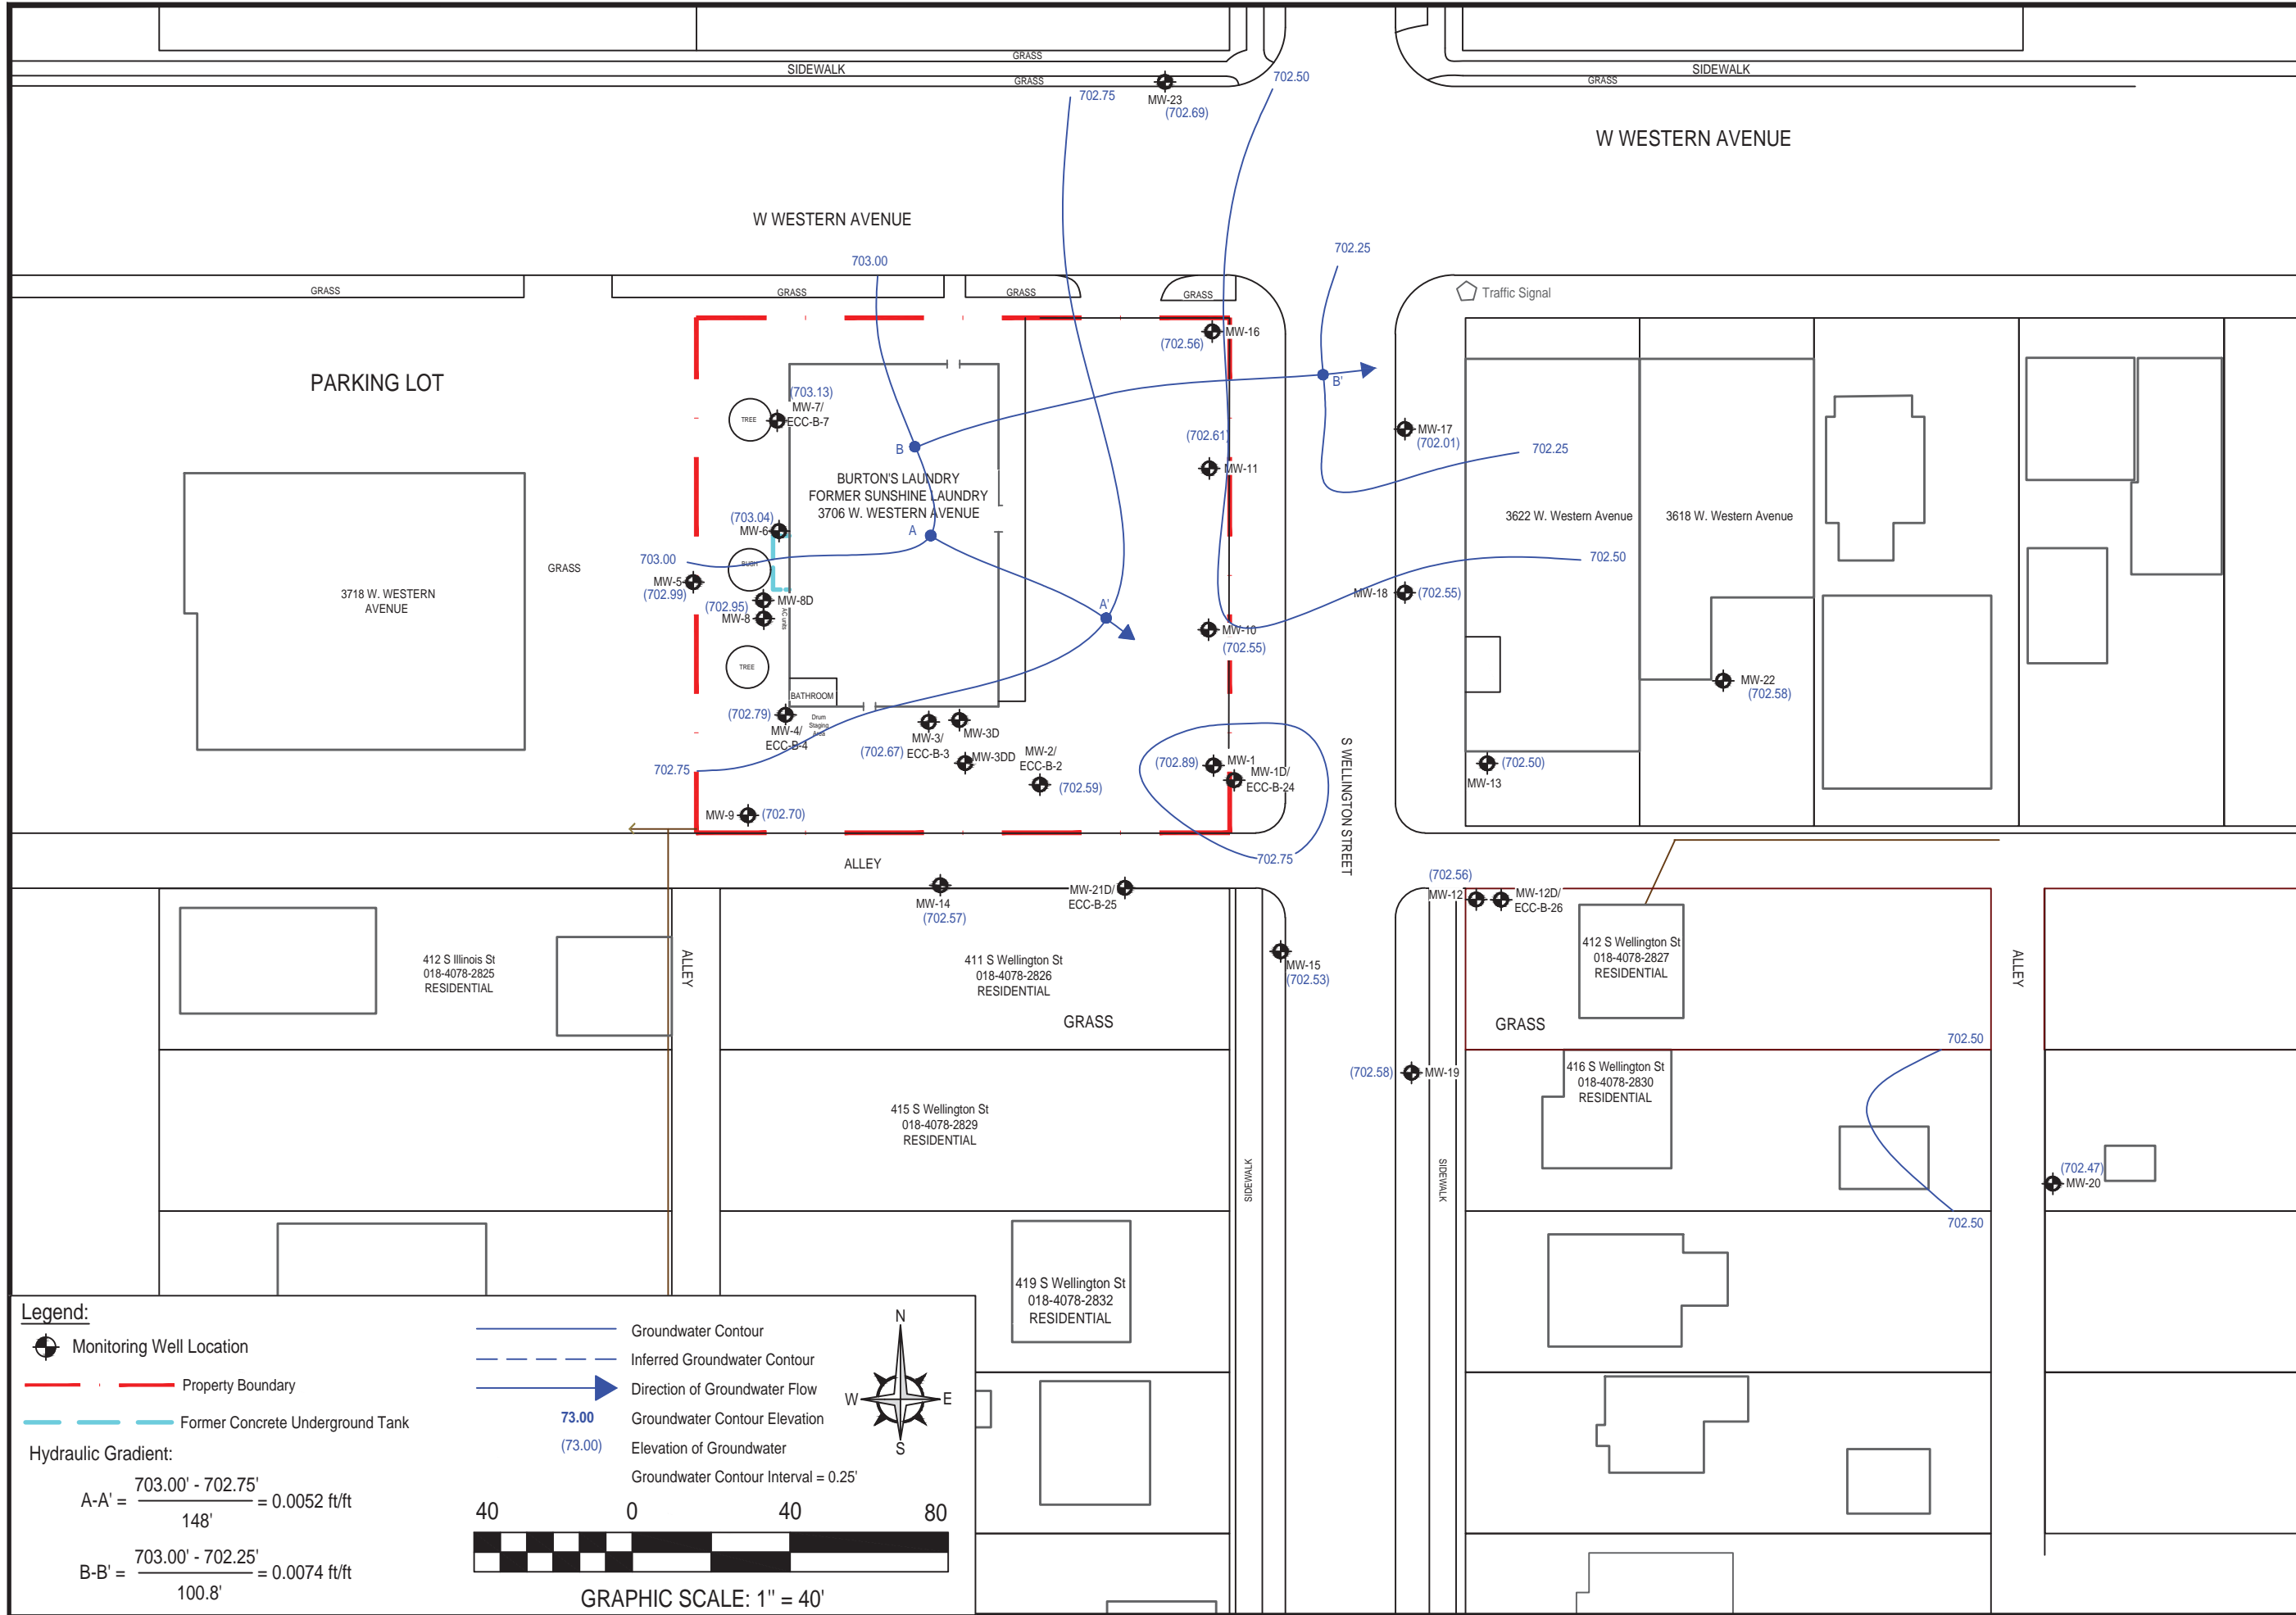 GRASS
SIDEWALK
GRASS
MW-23
(702.69)
702.75
702.50
SIDEWALK
GRASS
W WESTERN AVENUE
W WESTERN AVENUE
703.00
702.25
GRASS
GRASS
GRASS
GRASS
Traffic Signal
MW-16
(702.56)
PARKING LOT
B'
(703.13)
MW-7/
ECC-B-7
TREE
B
(702.61)
MW-11
MW-17
(702.01)
702.25
BURTON'S LAUNDRY
FORMER SUNSHINE LAUNDRY
3706 W. WESTERN AVENUE
(703.04)
MW-6
A
3622 W. Western Avenue
3618 W. Western Avenue
703.00
BUSH
702.50
GRASS
MW-5
(702.99)
3718 W. WESTERN
AVENUE
(702.95)
MW-8D
MW-8
AC units
A'
MW-18
(702.55)
MW-10
(702.55)
TREE
BATHROOM
MW-22
(702.58)
(702.79)
MW-4/
ECC-B-4
Drum
Staging
Area
MW-3/
ECC-B-3
(702.67)
MW-3D
MW-3DD
MW-2/
ECC-B-2
(702.59)
702.75
(702.89)
MW-1
MW-1D/
ECC-B-24
S WELLINGTON STREET
(702.50)
MW-13
MW-9
(702.70)
702.75
ALLEY
MW-14
(702.57)
MW-21D/
ECC-B-25
(702.56)
MW-12
MW-12D/
ECC-B-26
412 S Illinois St
018-4078-2825
RESIDENTIAL
ALLEY
411 S Wellington St
018-4078-2826
RESIDENTIAL
GRASS
MW-15
(702.53)
412 S Wellington St
018-4078-2827
RESIDENTIAL
GRASS
ALLEY
702.50
(702.58)
MW-19
416 S Wellington St
018-4078-2830
RESIDENTIAL
415 S Wellington St
018-4078-2829
RESIDENTIAL
SIDEWALK
SIDEWALK
(702.47)
MW-20
702.50
419 S Wellington St
018-4078-2832
RESIDENTIAL
Legend:
Monitoring Well Location
Property Boundary
Former Concrete Underground Tank
Hydraulic Gradient:
A-A' = 703.00' - 702.75'
148'
= 0.0052 ft/ft
B-B' = 703.00' - 702.25'
100.8'
= 0.0074 ft/ft
Groundwater Contour
Inferred Groundwater Contour
Direction of Groundwater Flow
73.00 Groundwater Contour Elevation
(73.00) Elevation of Groundwater
Groundwater Contour Interval = 0.25'
N
W E
S
40 0 40 80
GRAPHIC SCALE: 1" = 40'